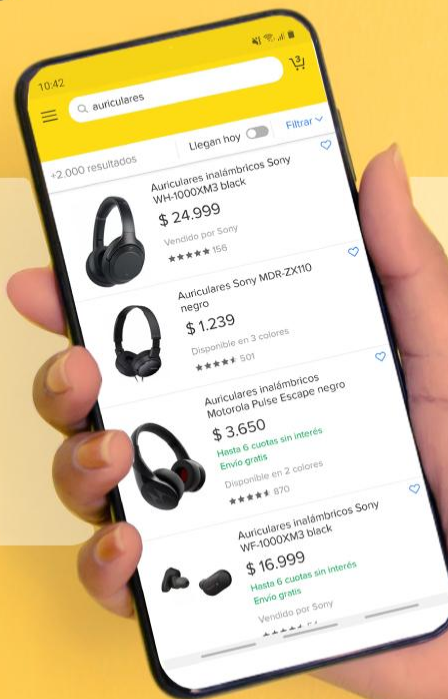 10:42
3
auriculares
+2.000 resultados
Llegan hoy
Filtrar
Auriculares inalámbricos Sony
WH-1000XM3 black
$ 24.999
Vendido por Sony
★★★★★ 156
Auriculares Sony MDR-ZX110
negro
$ 1.239
Disponible en 3 colores
501
Auriculares inalámbricos
Motorola Pulse Escape negro
$ 3.650
Hasta 6 cuotas sin interés
Envío gratis
Disponible en 2 colores
870
Auriculares inalámbricos Sony
WF-1000XM3 black
$ 16.999
Hasta 6 cuotas sin interés
Envío gratis
Vendido por Sony